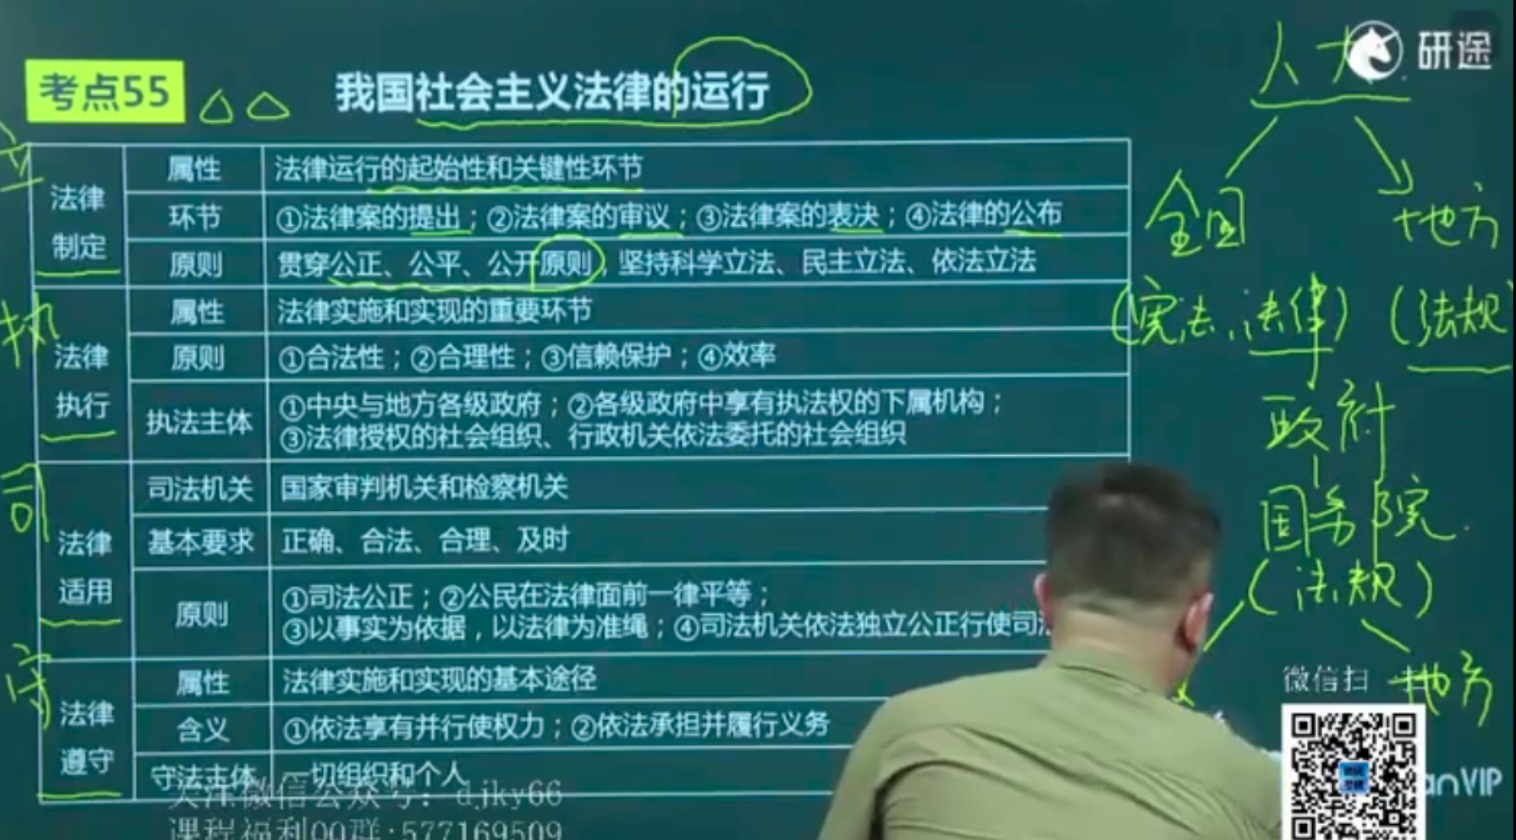 研途
考点55
我国社会主义法律的运行
人大
立
法律
制定
属性
法律运行的起始性和关键性环节
环节
①法律案的提出；②法律案的审议；③法律案的表决；④法律的公布
原则
贯穿公正、公平、公开原则，坚持科学立法、民主立法、依法立法
全国
地方
(宪法、法律)
(法规
执
法律
执行
属性
法律实施和实现的重要环节
原则
①合法性；②合理性；③信赖保护；④效率
执法主体
①中央与地方各级政府；②各级政府中享有执法权的下属机构；
③法律授权的社会组织、行政机关依法委托的社会组织
政府
国务院
(法规)
地方
司
法律
适用
司法机关
国家审判机关和检察机关
基本要求
正确、合法、合理、及时
原则
①司法公正；②公民在法律面前一律平等；
③以事实为依据，以法律为准绳；④司法机关依法独立公正行使司
守
法律
遵守
属性
法律实施和实现的基本途径
含义
①依法享有并行使权力；②依法承担并履行义务
守法主体
一切组织和个人
微信扫
关注微信公众号：djky66
课程福利QQ群:577169509
anVIP